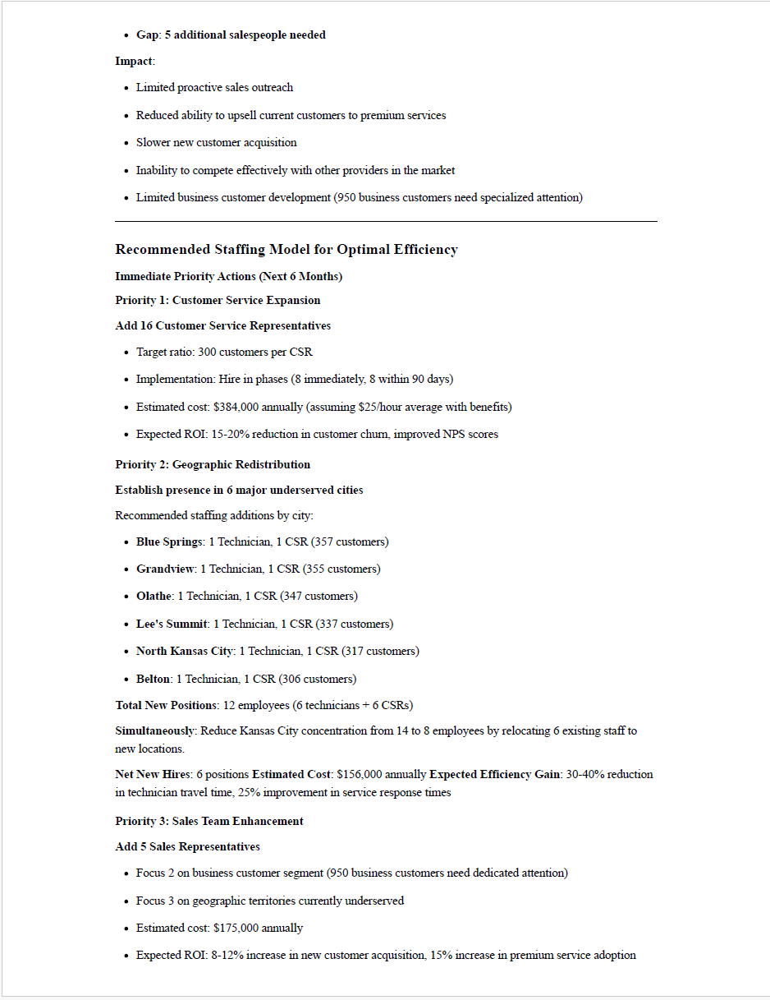 • Gap: 5 additional salespeople needed
Impact:
• Limited proactive sales outreach
• Reduced ability to upsell current customers to premium services
• Slower new customer acquisition
• Inability to compete effectively with other providers in the market
• Limited business customer development (950 business customers need specialized attention)
Recommended Staffing Model for Optimal Efficiency
Immediate Priority Actions (Next 6 Months)
Priority 1: Customer Service Expansion
Add 16 Customer Service Representatives
• Target ratio: 300 customers per CSR
• Implementation: Hire in phases (8 immediately, 8 within 90 days)
• Estimated cost: $384,000 annually (assuming $25/hour average with benefits)
• Expected ROI: 15-20% reduction in customer churn, improved NPS scores
Priority 2: Geographic Redistribution
Establish presence in 6 major underserved cities
Recommended staffing additions by city:
• Blue Springs: 1 Technician, 1 CSR (357 customers)
• Grandview: 1 Technician, 1 CSR (355 customers)
• Olathe: 1 Technician, 1 CSR (347 customers)
• Lee's Summit: 1 Technician, 1 CSR (337 customers)
• North Kansas City: 1 Technician, 1 CSR (317 customers)
• Belton: 1 Technician, 1 CSR (306 customers)
Total New Positions: 12 employees (6 technicians + 6 CSRs)
Simultaneously: Reduce Kansas City concentration from 14 to 8 employees by relocating 6 existing staff to
new locations.
Net New Hires: 6 positions Estimated Cost: $156,000 annually Expected Efficiency Gain: 30-40% reduction
in technician travel time, 25% improvement in service response times
Priority 3: Sales Team Enhancement
Add 5 Sales Representatives
• Focus 2 on business customer segment (950 business customers need dedicated attention)
• Focus 3 on geographic territories currently underserved
• Estimated cost: $175,000 annually
• Expected ROI: 8-12% increase in new customer acquisition, 15% increase in premium service adoption